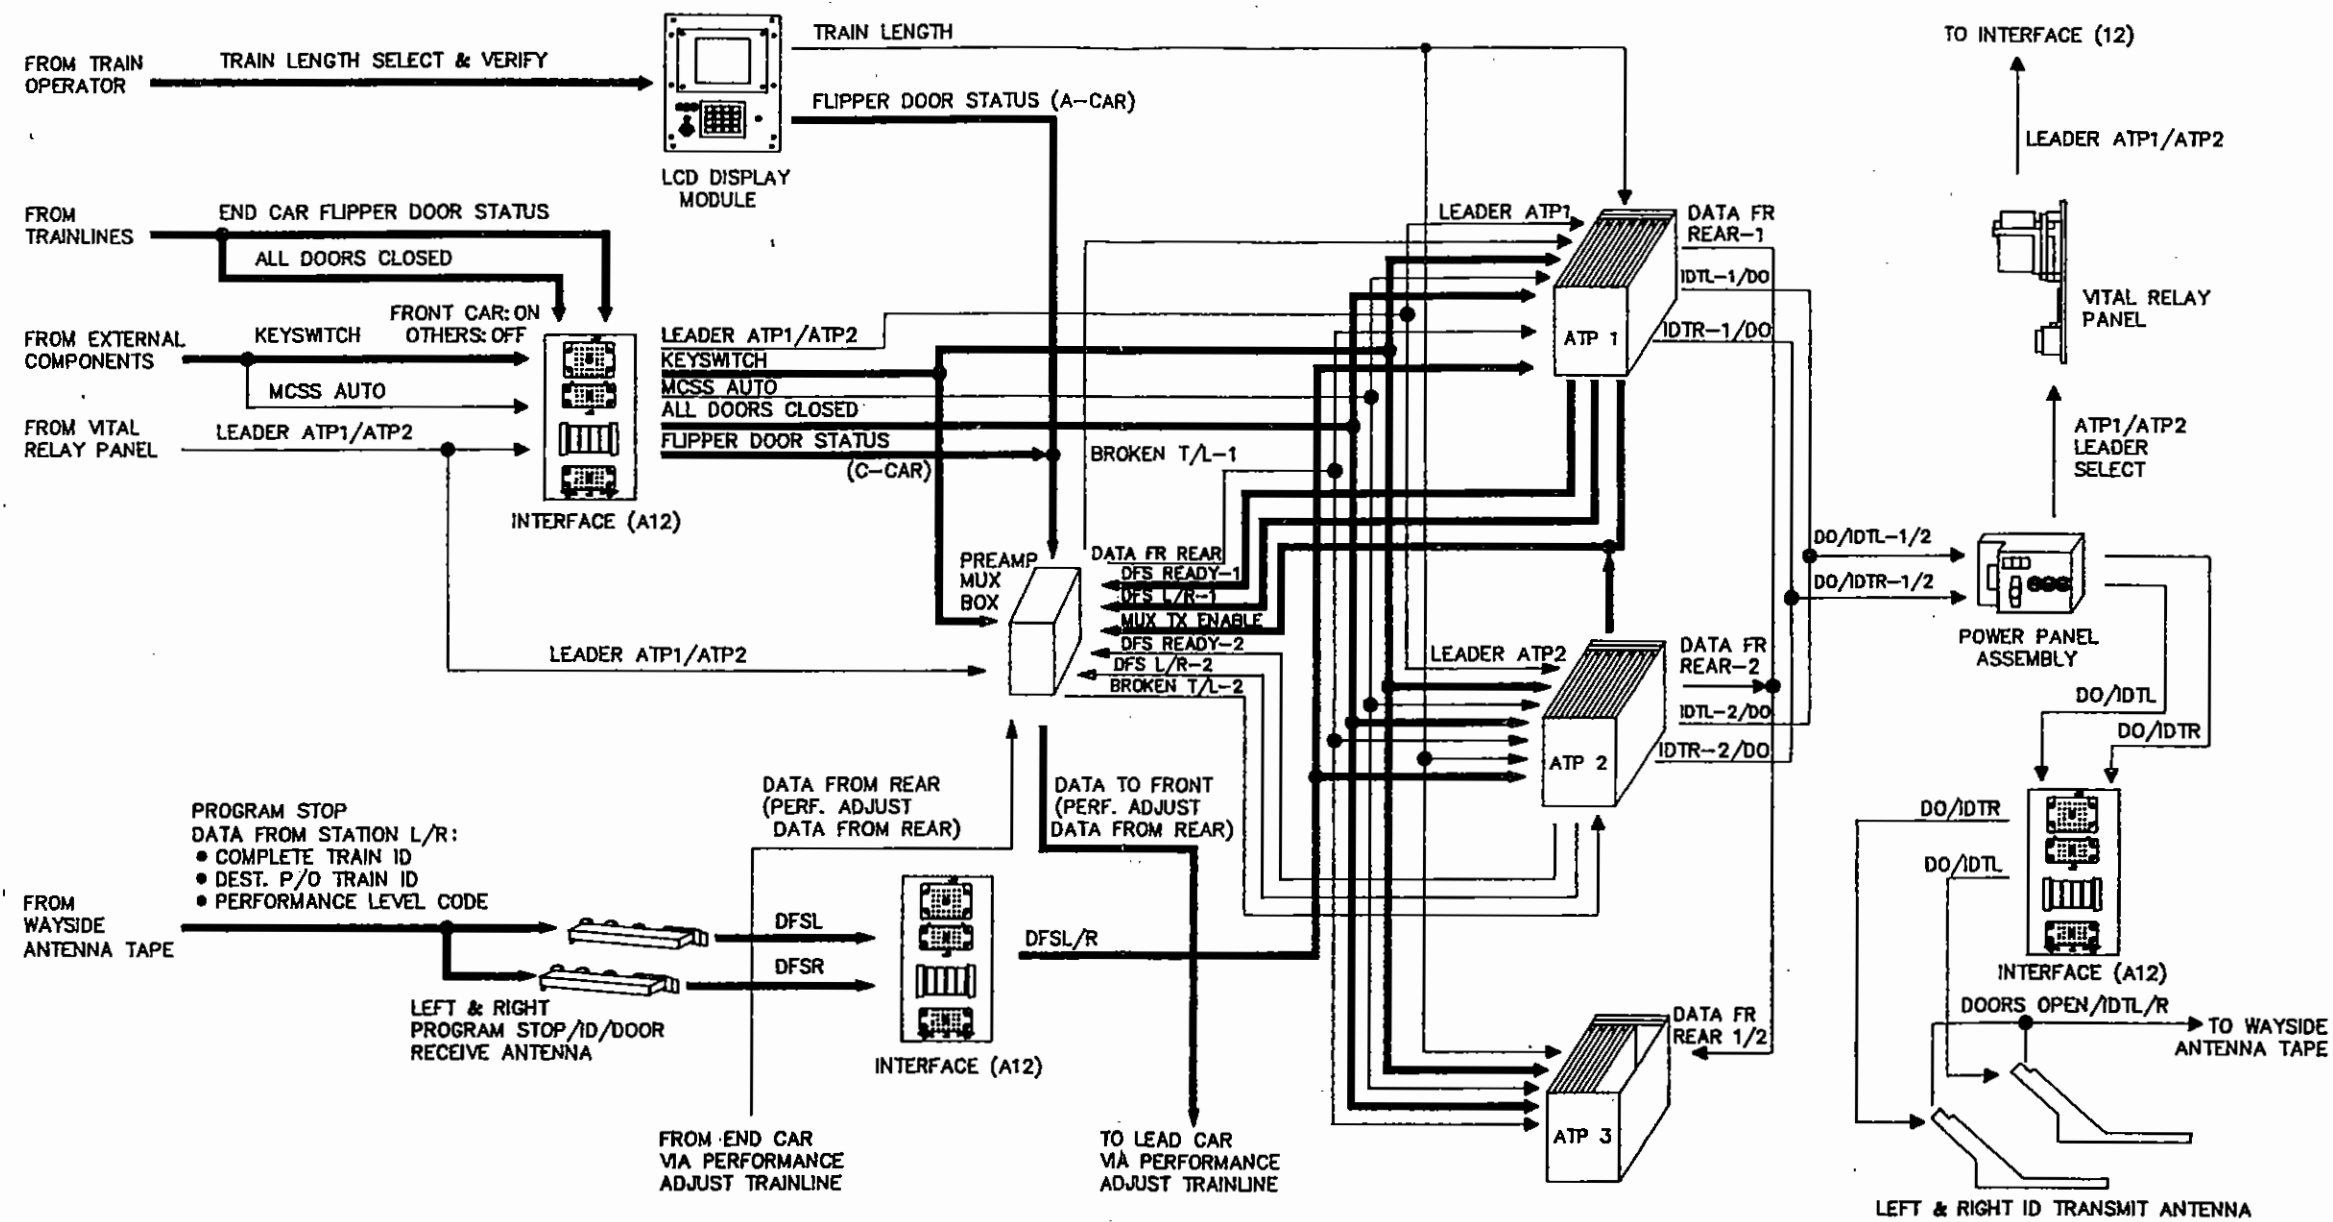 TRAIN LENGTH
TO INTERFACE (12)
FROM TRAIN
OPERATOR
TRAIN LENGTH SELECT & VERIFY
FLIPPER DOOR STATUS (A-CAR)
LEADER ATP1/ATP2
LCD DISPLAY
MODULE
FROM
TRAINLINES
END CAR FLIPPER DOOR STATUS
ALL DOORS CLOSED
LEADER ATP1
DATA FR
REAR-1
IDTL-1/DO
IDTR-1/DO
ATP 1
VITAL RELAY
PANEL
FROM EXTERNAL
COMPONENTS
KEYSWITCH
FRONT CAR: ON
OTHERS: OFF
MCSS AUTO
FROM VITAL
RELAY PANEL
LEADER ATP1/ATP2
INTERFACE (A12)
LEADER ATP1/ATP2
KEYSWITCH
MCSS AUTO
ALL DOORS CLOSED
FLIPPER DOOR STATUS
(C-CAR)
BROKEN T/L-1
ATP1/ATP2
LEADER
SELECT
PREAMP
MUX
BOX
DATA FR REAR
DFS READY-1
DFS L/R-1
MUX TX ENABLE
DFS READY-2
DFS L/R-2
BROKEN T/L-2
LEADER ATP1/ATP2
LEADER ATP2
DATA FR
REAR-2
IDTL-2/DO
IDTR-2/DO
ATP 2
DO/IDTL-1/2
DO/IDTR-1/2
POWER PANEL
ASSEMBLY
DO/IDTL
DO/IDTR
DATA FROM REAR
(PERF. ADJUST
DATA FROM REAR)
DATA TO FRONT
(PERF. ADJUST
DATA FROM REAR)
PROGRAM STOP
DATA FROM STATION L/R:
● COMPLETE TRAIN ID
● DEST. P/O TRAIN ID
● PERFORMANCE LEVEL CODE
FROM
WAYSIDE
ANTENNA TAPE
DFSL
DFSR
DFSL/R
LEFT & RIGHT
PROGRAM STOP/ID/DOOR
RECEIVE ANTENNA
INTERFACE (A12)
DATA FR
REAR 1/2
ATP 3
DO/IDTR
DO/IDTL
INTERFACE (A12)
DOORS OPEN/IDTL/R
TO WAYSIDE
ANTENNA TAPE
FROM END CAR
VIA PERFORMANCE
ADJUST TRAINLINE
TO LEAD CAR
VIA PERFORMANCE
ADJUST TRAINLINE
LEFT & RIGHT ID TRANSMIT ANTENNA